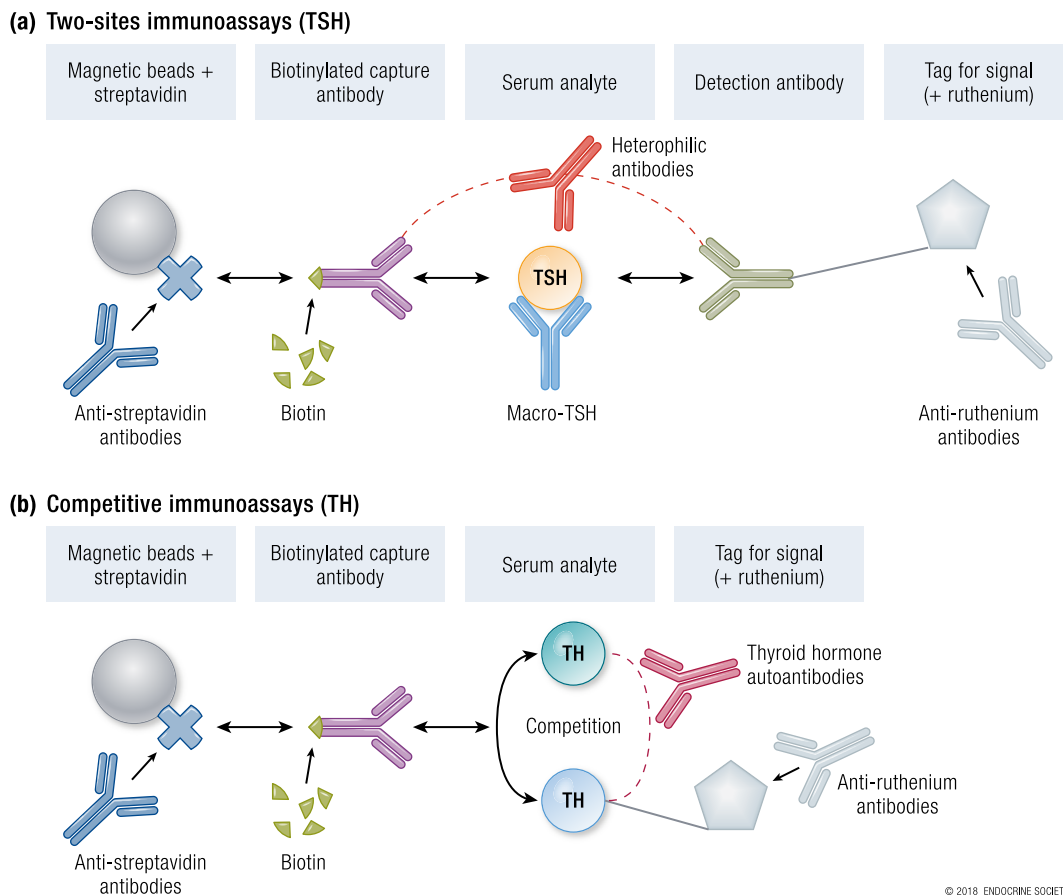 (a) Two-sites immunoassays (TSH)
Magnetic beads +
streptavidin
Biotinylated capture
antibody
Serum analyte
Detection antibody
Tag for signal
(+ ruthenium)
Heterophilic
antibodies
TSH
Anti-streptavidin
antibodies
Biotin
Macro-TSH
Anti-ruthenium
antibodies
(b) Competitive immunoassays (TH)
Magnetic beads +
streptavidin
Biotinylated capture
antibody
Serum analyte
Tag for signal
(+ ruthenium)
TH
Thyroid hormone
autoantibodies
Competition
TH
Anti-ruthenium
antibodies
Anti-streptavidin
antibodies
Biotin
© 2018 ENDOCRINE SOCIET